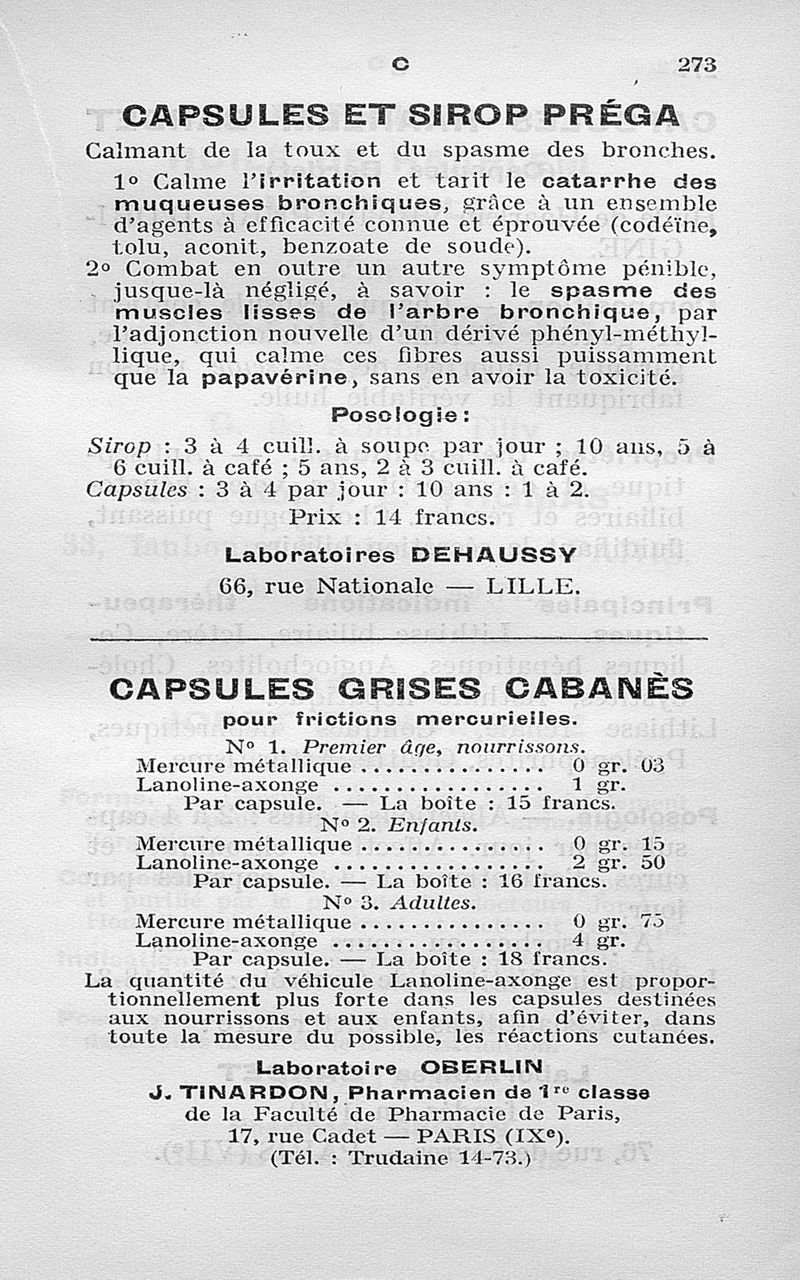 C 273
CAPSULES ET SIROP PRÉGA
Calmant de la toux et du spasme des bronches.
1º Calme l'irritation et tarit le catarrhe des
muqueuses bronchiques, grâce à un ensemble
d'agents à efficacité connue et éprouvée (codéïne,
tolu, aconit, benzoate de soude).
2º Combat en outre un autre symptôme pénible,
jusque-là négligé, à savoir : le spasme des
muscles lisses de l'arbre bronchique, par
l'adjonction nouvelle d'un dérivé phényl-méthyl-
lique, qui calme ces fibres aussi puissamment
que la papavérine, sans en avoir la toxicité.
Posologie :
Sirop : 3 à 4 cuill. à soupe par jour ; 10 ans, 5 à
6 cuill. à café ; 5 ans, 2 à 3 cuill. à café.
Capsules : 3 à 4 par jour : 10 ans : 1 à 2.
Prix : 14 francs.
Laboratoires DEHAUSSY
66, rue Nationale — LILLE.
CAPSULES GRISES CABANÈS
pour frictions mercurielles.
Nº 1. Premier âge, nourrissons.
Mercure métallique ............... 0 gr. 03
Lanoline-axonge ................. 1 gr.
Par capsule. — La boîte : 15 francs.
Nº 2. Enfants.
Mercure métallique ............... 0 gr. 15
Lanoline-axonge ................. 2 gr. 50
Par capsule. — La boîte : 16 francs.
Nº 3. Adultes.
Mercure métallique ............... 0 gr. 75
Lanoline-axonge ................. 4 gr.
Par capsule. — La boîte : 18 francs.
La quantité du véhicule Lanoline-axonge est propor-
tionnellement plus forte dans les capsules destinées
aux nourrissons et aux enfants, afin d'éviter, dans
toute la mesure du possible, les réactions cutanées.
Laboratoire OBERLIN
J. TINARDON, Pharmacien de 1re classe
de la Faculté de Pharmacie de Paris,
17, rue Cadet — PARIS (IXe).
(Tél. : Trudaine 14-73.)